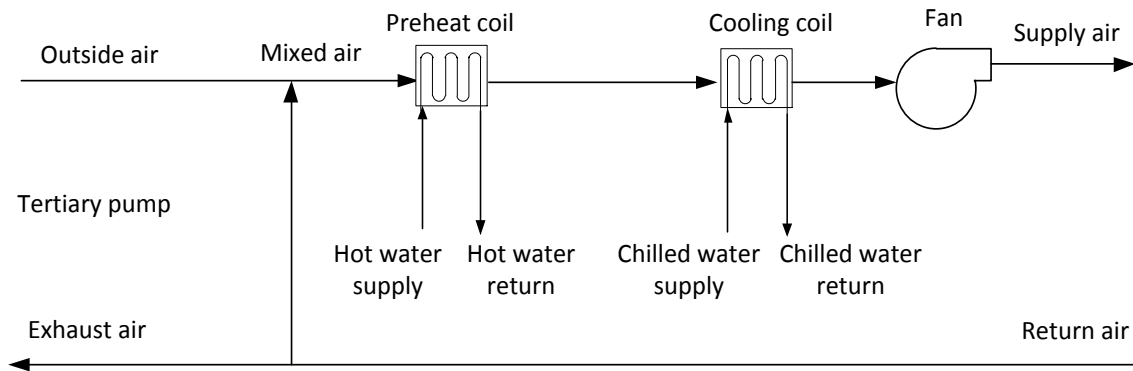 Preheat coil
Cooling coil
Fan
Outside air
Mixed air
Supply air
Tertiary pump
Hot water
supply
Hot water
return
Chilled water
supply
Chilled water
return
Exhaust air
Return air